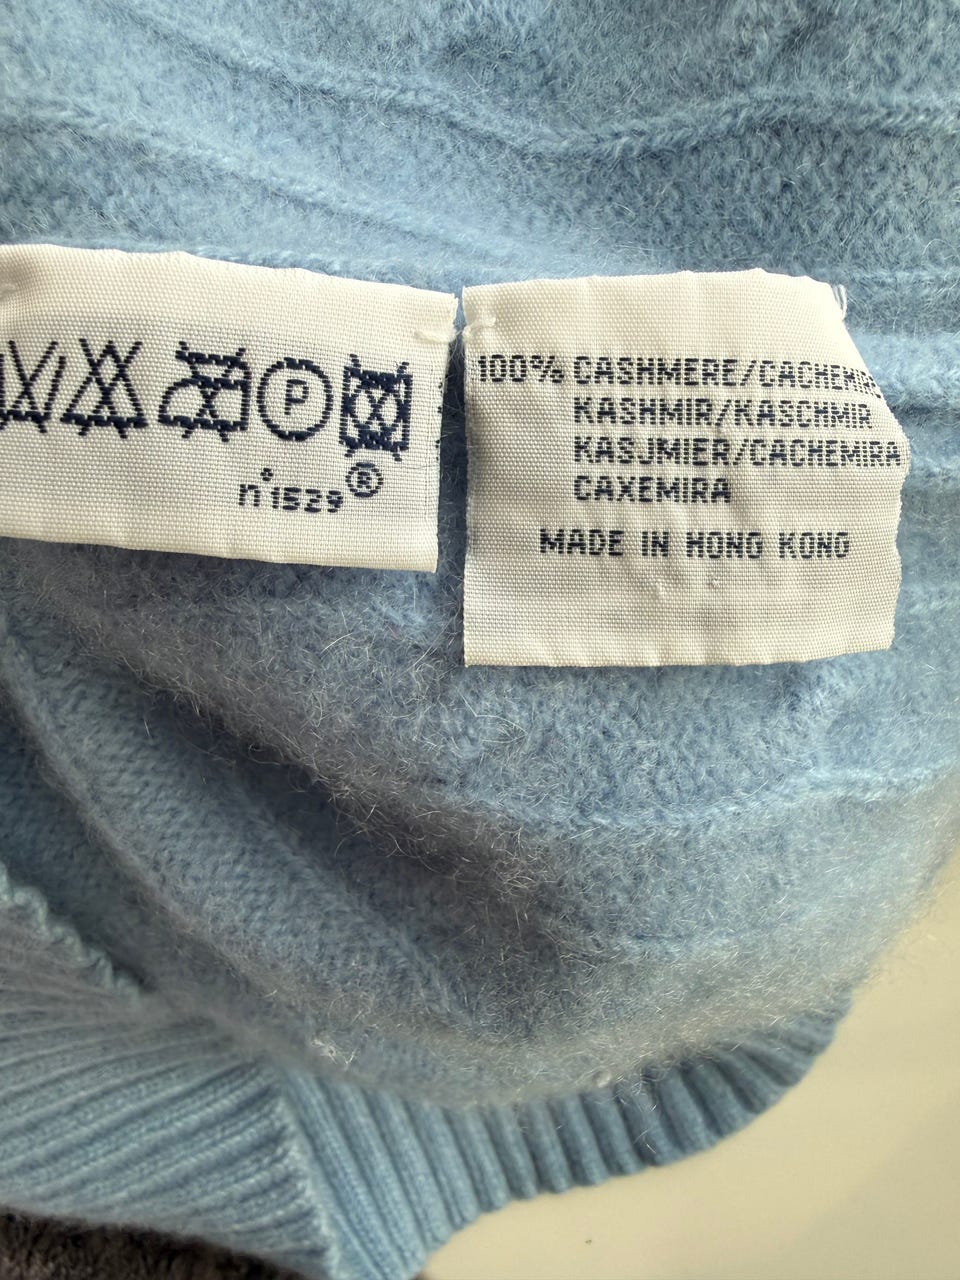 P
n°1529®
100% CASHMERE/CACHEMIRE
KASHMIR/KASCHMIR
KASJMIER/CACHEMIRA
CAXEMIRA
MADE IN HONG KONG